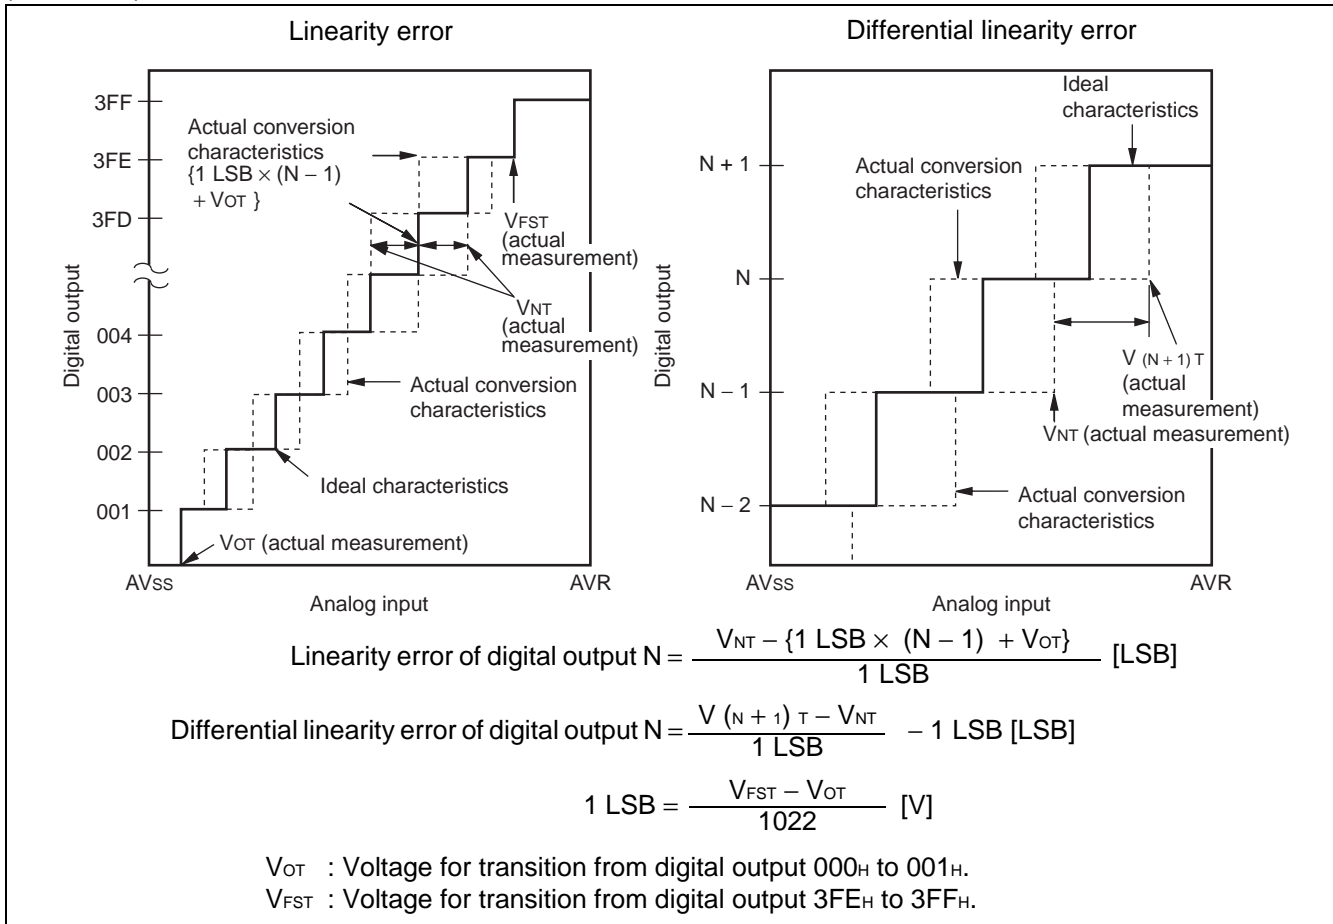 Linearity error
3FF
3FE
3FD
004
003
002
001
Digital output
Actual conversion
characteristics
{1 LSB × (N − 1)
+ VOT }
VFST
(actual
measurement)
VNT
(actual
measurement)
Actual conversion
characteristics
Ideal characteristics
VOT (actual measurement)
AVSS
AVR
Analog input
Differential linearity error
N + 1
N
N − 1
N − 2
Digital output
Ideal
characteristics
Actual conversion
characteristics
V (N + 1) T
(actual
measurement)
VNT (actual measurement)
Actual conversion
characteristics
AVSS
AVR
Analog input
Linearity error of digital output N = VNT − {1 LSB × (N − 1) + VOT} / 1 LSB [LSB]
Differential linearity error of digital output N = V (N + 1) T − VNT / 1 LSB − 1 LSB [LSB]
1 LSB = VFST − VOT / 1022 [V]
VOT : Voltage for transition from digital output 000H to 001H.
VFST : Voltage for transition from digital output 3FEH to 3FFH.